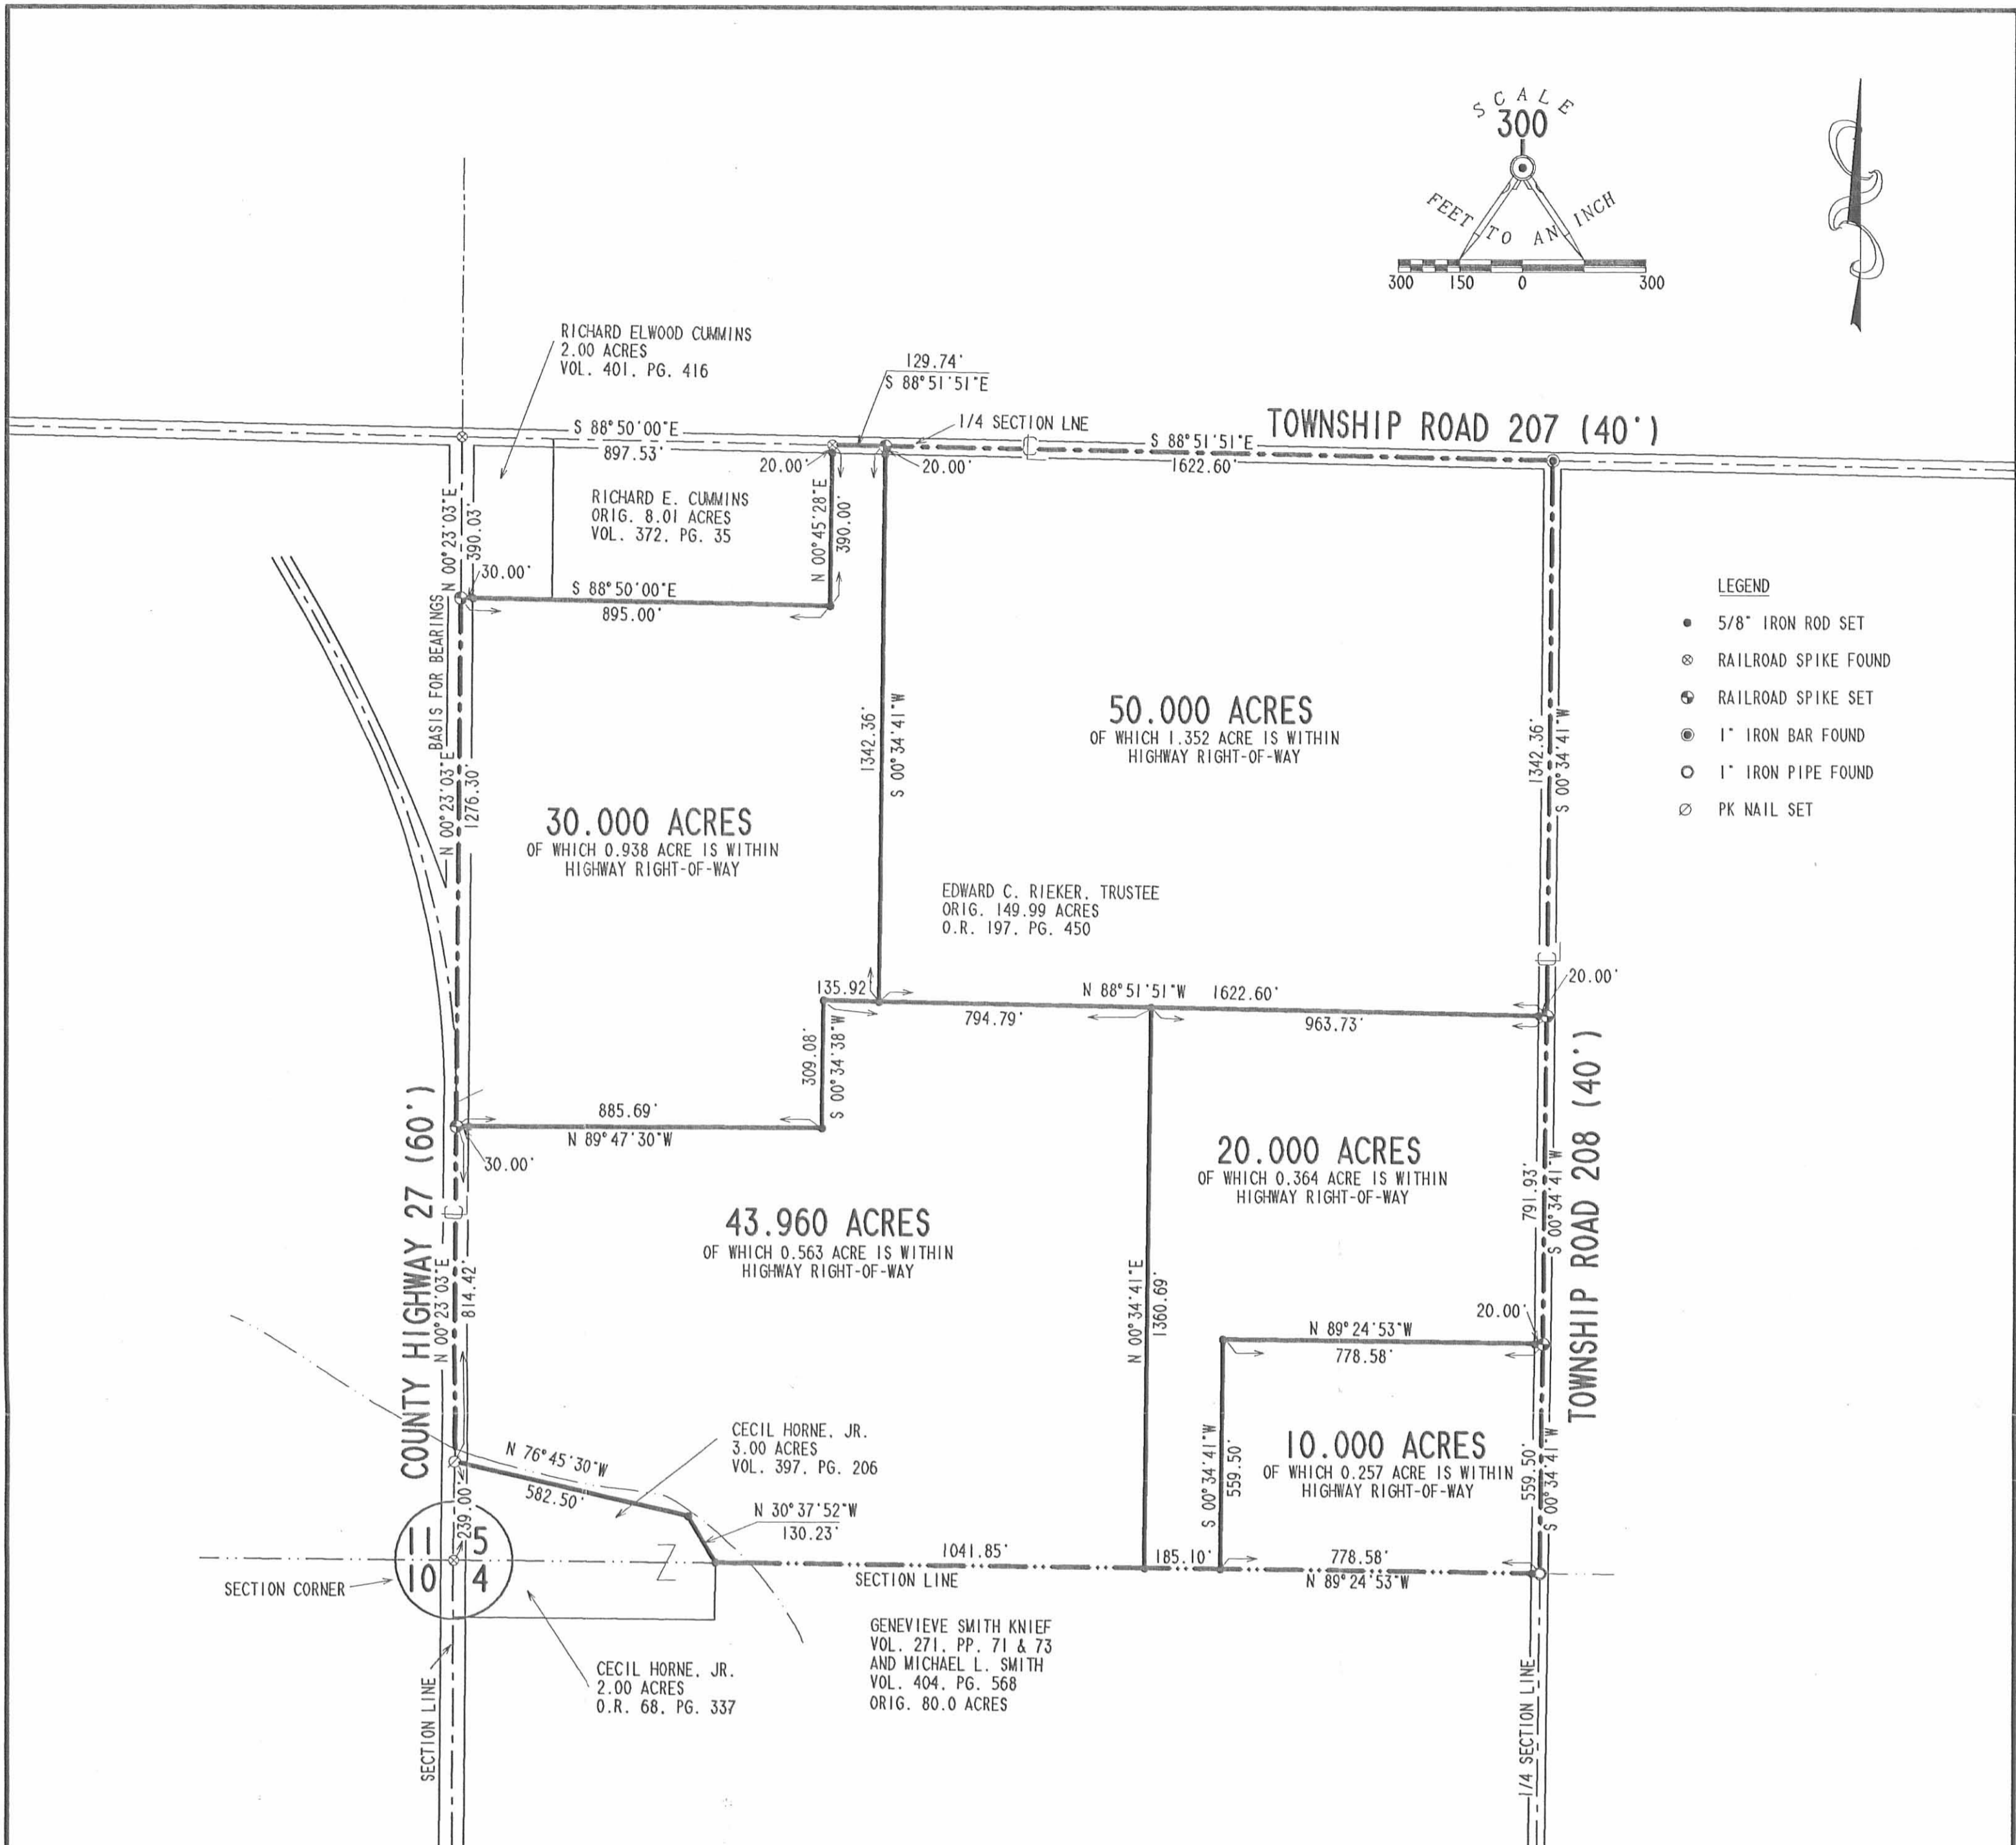 SCALE
300
FEET TO AN INCH
300 150 0 300
RICHARD ELWOOD CUMMINS
2.00 ACRES
VOL. 401, PG. 416
129.74'
S 88°51'51"E
1/4 SECTION LNE
TOWNSHIP ROAD 207 (40')
S 88°50'00"E
897.53'
20.00'
20.00'
S 88°51'51"E
1622.60'
RICHARD E. CUMMINS
ORIG. 8.01 ACRES
VOL. 372, PG. 35
N 00°23'03"E
390.03'
N 00°45'28"E
390.00'
30.00'
S 88°50'00"E
895.00'
BASIS FOR BEARINGS
N 00°23'03"E
1276.30'
LEGEND
5/8" IRON ROD SET
RAILROAD SPIKE FOUND
RAILROAD SPIKE SET
1" IRON BAR FOUND
1" IRON PIPE FOUND
PK NAIL SET
1342.36'
S 00°34'41"W
50.000 ACRES
OF WHICH 1.352 ACRE IS WITHIN
HIGHWAY RIGHT-OF-WAY
1342.36'
S 00°34'41"W
30.000 ACRES
OF WHICH 0.938 ACRE IS WITHIN
HIGHWAY RIGHT-OF-WAY
EDWARD C. RIEKER, TRUSTEE
ORIG. 149.99 ACRES
O.R. 197, PG. 450
135.92'
N 88°51'51"W 1622.60'
794.79'
963.73'
20.00'
309.08'
S 00°34'38"W
885.69'
N 89°47'30"W
30.00'
COUNTY HIGHWAY 27 (60')
N 00°23'03"E
814.42'
43.960 ACRES
OF WHICH 0.563 ACRE IS WITHIN
HIGHWAY RIGHT-OF-WAY
20.000 ACRES
OF WHICH 0.364 ACRE IS WITHIN
HIGHWAY RIGHT-OF-WAY
N 00°34'41"E
1360.69'
791.93'
S 00°34'41"W
TOWNSHIP ROAD 208 (40')
20.00'
N 89°24'53"W
778.58'
S 00°34'41"W
559.50'
10.000 ACRES
OF WHICH 0.257 ACRE IS WITHIN
HIGHWAY RIGHT-OF-WAY
559.50'
S 00°34'41"W
CECIL HORNE, JR.
3.00 ACRES
VOL. 397, PG. 206
N 76°45'30"W
582.50'
N 30°37'52"W
130.23'
239.00'
11 5
10 4
SECTION CORNER
1041.85'
SECTION LINE
185.10'
778.58'
N 89°24'53"W
GENEVIEVE SMITH KNIEF
VOL. 271, PP. 71 & 73
AND MICHAEL L. SMITH
VOL. 404, PG. 568
ORIG. 80.0 ACRES
CECIL HORNE, JR.
2.00 ACRES
O.R. 68, PG. 337
SECTION LINE
1/4 SECTION LINE